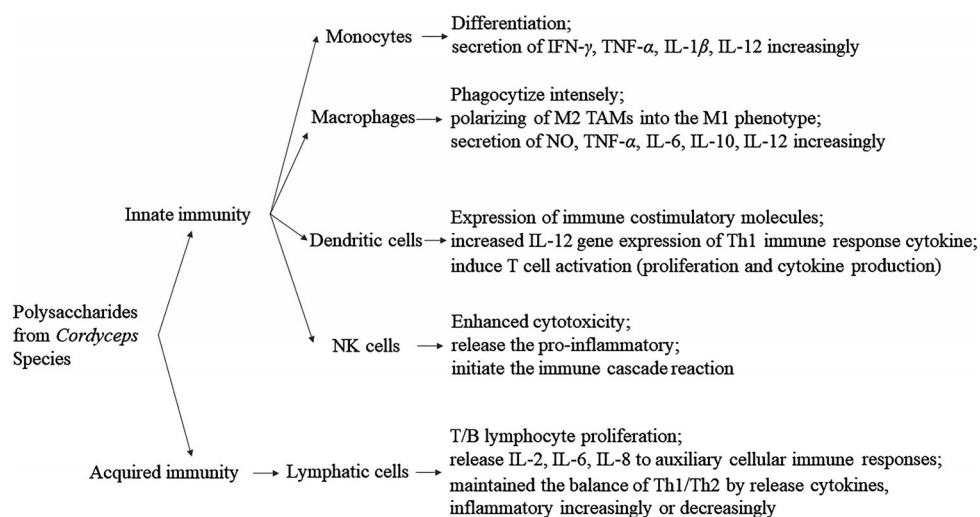 Monocytes
Differentiation;
secretion of IFN-γ, TNF-α, IL-1β, IL-12 increasingly
Macrophages
Phagocytize intensely;
polarizing of M2 TAMs into the M1 phenotype;
secretion of NO, TNF-α, IL-6, IL-10, IL-12 increasingly
Innate immunity
Dendritic cells
Expression of immune costimulatory molecules;
increased IL-12 gene expression of Th1 immune response cytokine;
induce T cell activation (proliferation and cytokine production)
Polysaccharides
from Cordyceps
Species
NK cells
Enhanced cytotoxicity;
release the pro-inflammatory;
initiate the immune cascade reaction
Acquired immunity
Lymphatic cells
T/B lymphocyte proliferation;
release IL-2, IL-6, IL-8 to auxiliary cellular immune responses;
maintained the balance of Th1/Th2 by release cytokines,
inflammatory increasingly or decreasingly